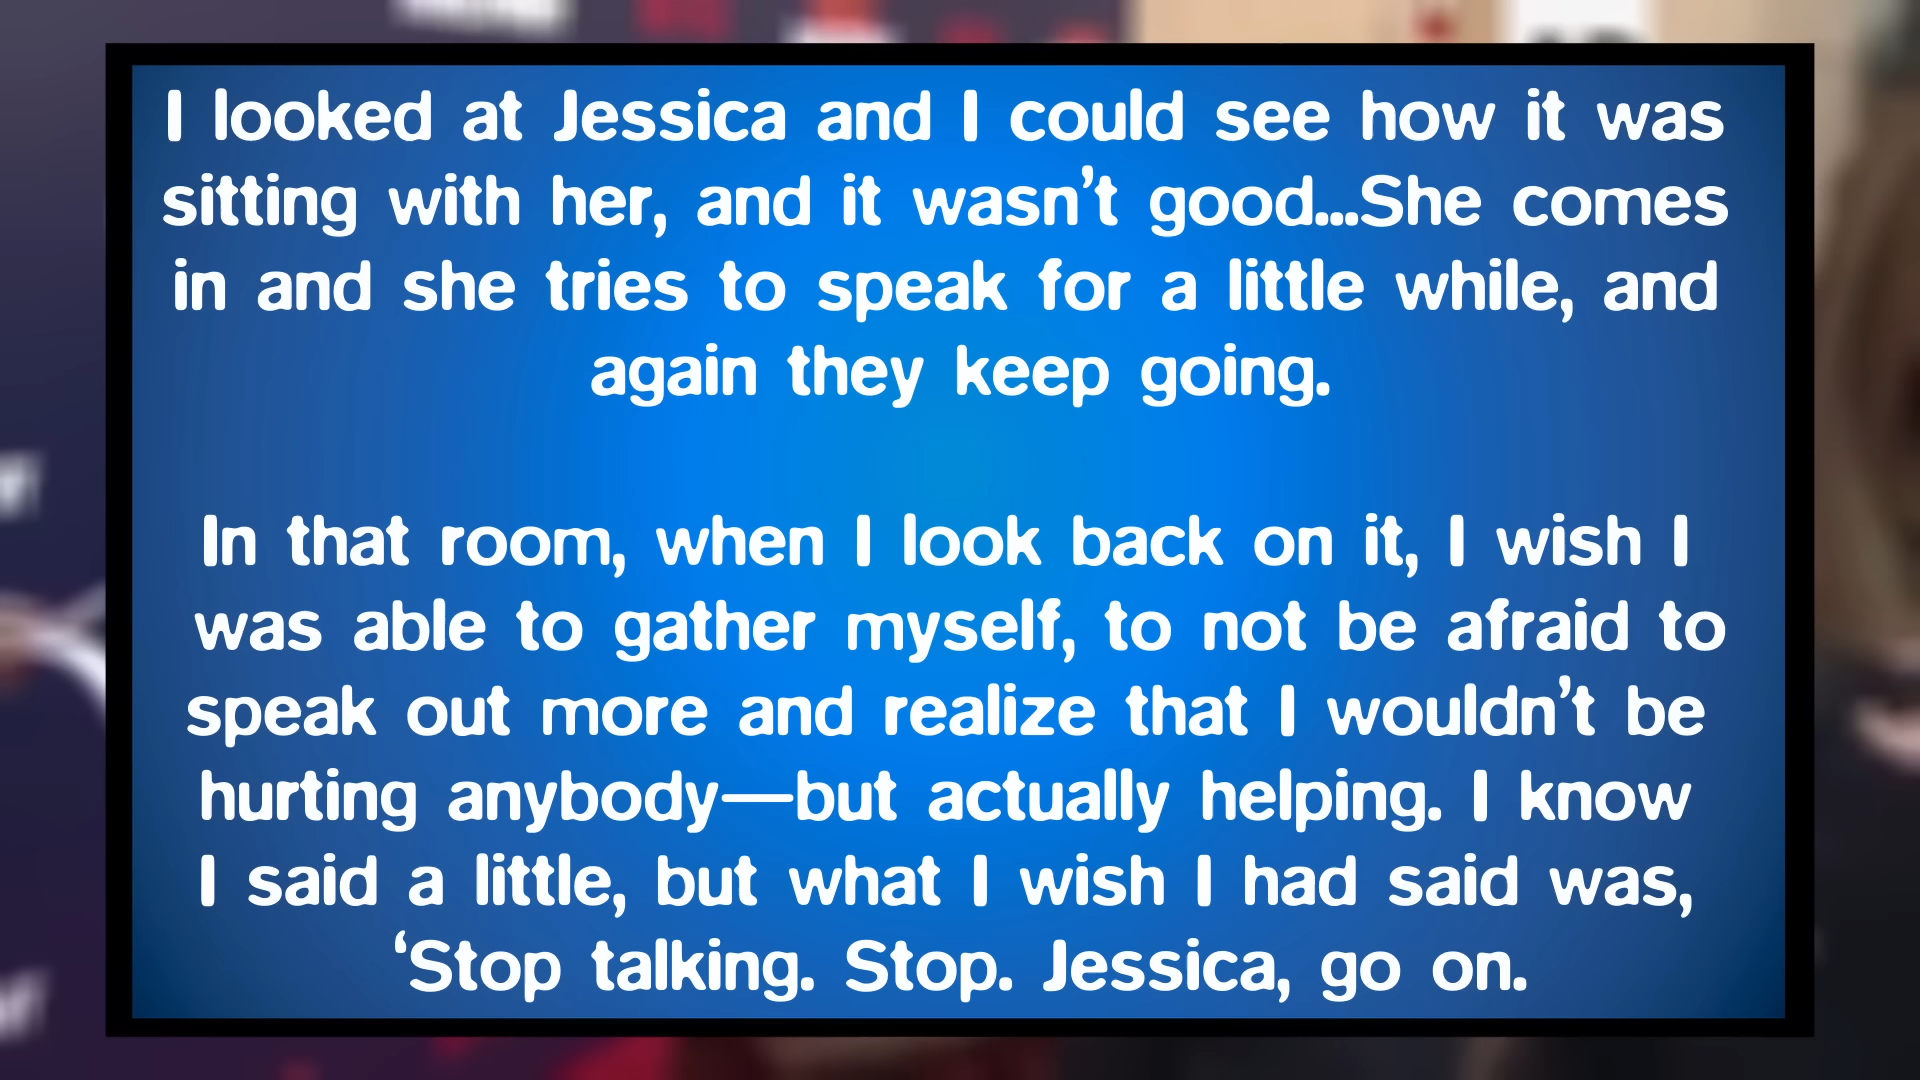 I looked at Jessica and I could see how it was
sitting with her, and it wasn’t good...She comes
in and she tries to speak for a little while, and
again they keep going.
In that room, when I look back on it, I wish I
was able to gather myself, to not be afraid to
speak out more and realize that I wouldn’t be
hurting anybody—but actually helping. I know
I said a little, but what I wish I had said was,
‘Stop talking. Stop. Jessica, go on.